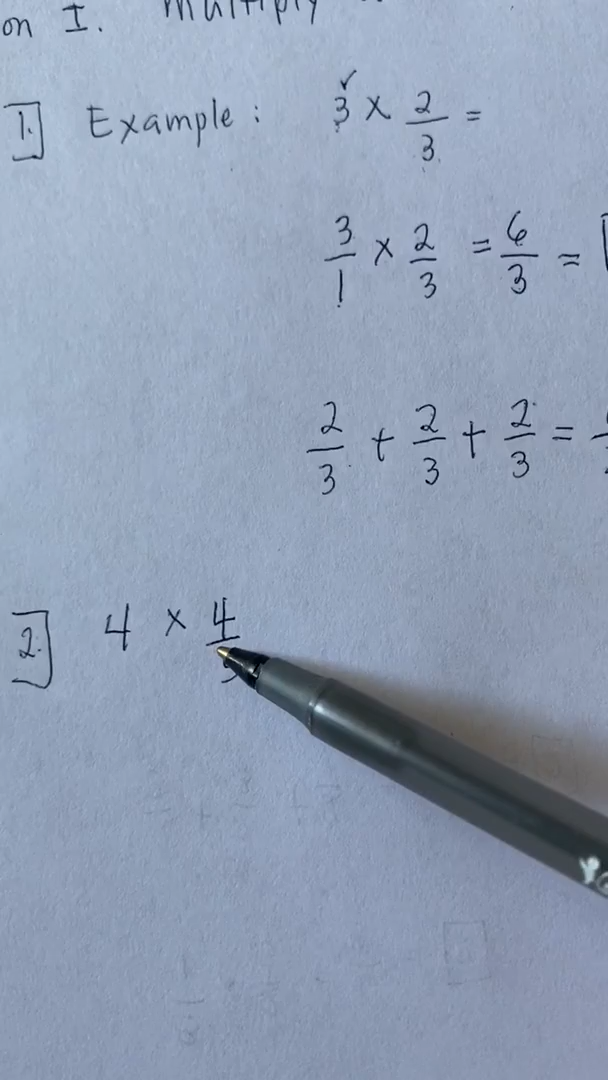 on I. Multiply
1. Example: 3 × 2/3 =
3/1 × 2/3 = 6/3 =
2/3 + 2/3 + 2/3 =
2. 4 × 4/